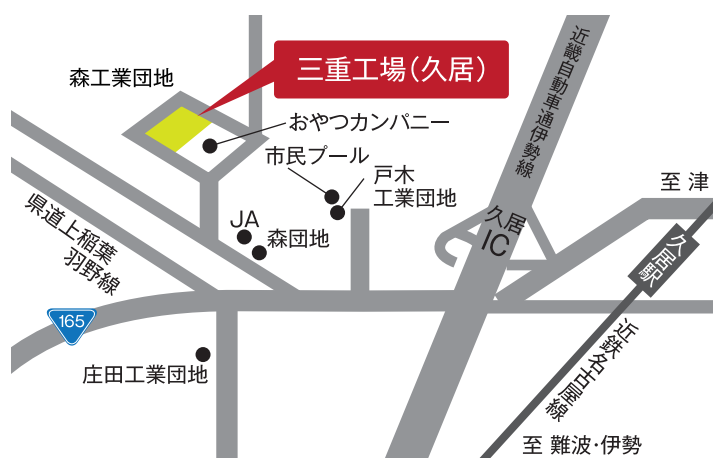 森工業団地
三重工場（久居）
近畿自動車道伊勢線
おやつカンパニー
市民プール
戸木
工業団地
至 津
県道上稲葉
羽野線
JA
森団地
久居
IC
久居駅
165
庄田工業団地
近鉄名古屋線
至 難波・伊勢